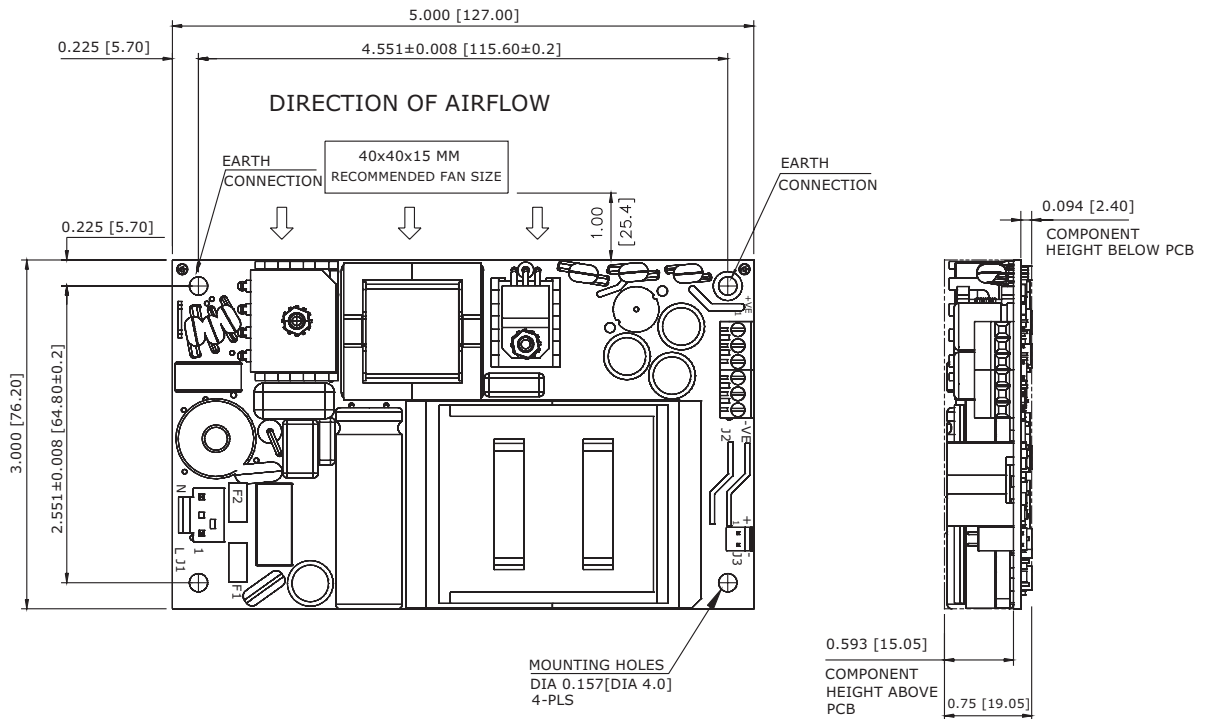 5.000 [127.00]
0.225 [5.70]
4.551±0.008 [115.60±0.2]
DIRECTION OF AIRFLOW
40x40x15 MM
RECOMMENDED FAN SIZE
EARTH
CONNECTION
EARTH
CONNECTION
1.00
[25.4]
0.225 [5.70]
0.094 [2.40]
COMPONENT
HEIGHT BELOW PCB
3.000 [76.20]
2.551±0.008 [64.80±0.2]
+VE
1
-VE
J2
N
F2
1
L
J1
F1
+
1
-
J3
MOUNTING HOLES
DIA 0.157[DIA 4.0]
4-PLS
0.593 [15.05]
COMPONENT
HEIGHT ABOVE
PCB
0.75 [19.05]